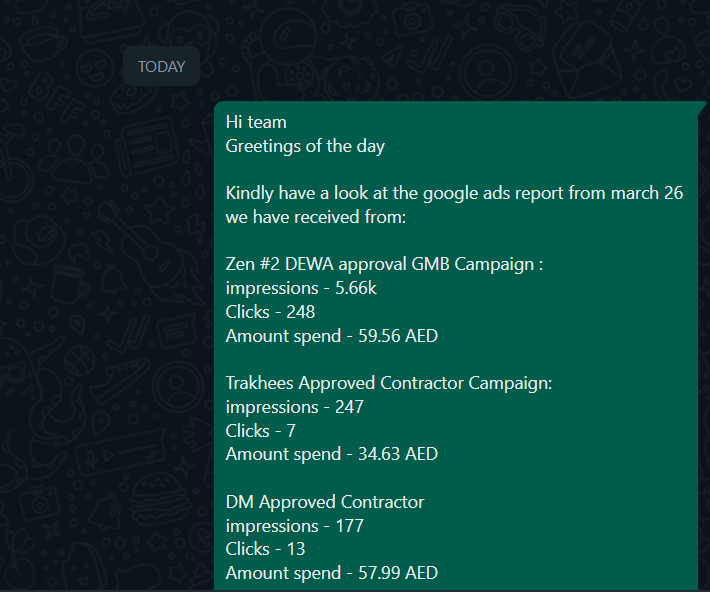 TODAY
Hi team
Greetings of the day
Kindly have a look at the google ads report from march 26
we have received from:
Zen #2 DEWA approval GMB Campaign :
impressions - 5.66k
Clicks - 248
Amount spend - 59.56 AED
Trakhees Approved Contractor Campaign:
impressions - 247
Clicks - 7
Amount spend - 34.63 AED
DM Approved Contractor
impressions - 177
Clicks - 13
Amount spend - 57.99 AED